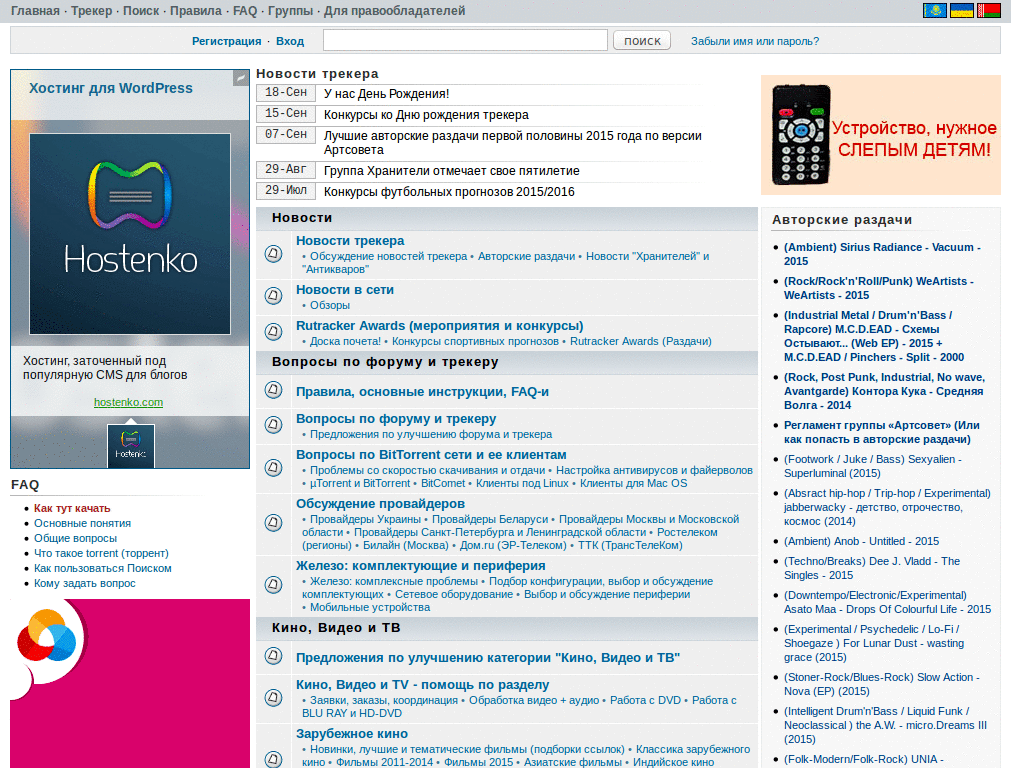 Главная · Трекер · Поиск · Правила · FAQ · Группы · Для правообладателей
Регистрация · Вход
поиск
Забыли имя или пароль?
Хостинг для WordPress
Hostenko
Хостинг, заточенный под
популярную CMS для блогов
hostenko.com
Hostenko
FAQ
Как тут качать
Основные понятия
Общие вопросы
Что такое torrent (торрент)
Как пользоваться Поиском
Кому задать вопрос
Новости трекера
18-Сен У нас День Рождения!
15-Сен Конкурсы ко Дню рождения трекера
07-Сен Лучшие авторские раздачи первой половины 2015 года по версии
Артсовета
29-Авг Группа Хранители отмечает свое пятилетие
29-Июл Конкурсы футбольных прогнозов 2015/2016
Новости
Новости трекера
• Обсуждение новостей трекера • Авторские раздачи • Новости "Хранителей" и
"Антикваров"
Новости в сети
• Обзоры
Rutracker Awards (мероприятия и конкурсы)
• Доска почета! • Конкурсы спортивных прогнозов • Rutracker Awards (Раздачи)
Вопросы по форуму и трекеру
Правила, основные инструкции, FAQ-и
Вопросы по форуму и трекеру
• Предложения по улучшению форума и трекера
Вопросы по BitTorrent сети и ее клиентам
• Проблемы со скоростью скачивания и отдачи • Настройка антивирусов и файерволов
• µTorrent и BitTorrent • BitComet • Клиенты под Linux • Клиенты для Mac OS
Обсуждение провайдеров
• Провайдеры Украины • Провайдеры Беларуси • Провайдеры Москвы и Московской
области • Провайдеры Санкт-Петербурга и Ленинградской области • Ростелеком
(регионы) • Билайн (Москва) • Дом.ru (ЭР-Телеком) • ТТК (ТрансТелеКом)
Железо: комплектующие и периферия
• Железо: комплексные проблемы • Подбор конфигурации, выбор и обсуждение
комплектующих • Сетевое оборудование • Выбор и обсуждение периферии
• Мобильные устройства
Кино, Видео и ТВ
Предложения по улучшению категории "Кино, Видео и ТВ"
Кино, Видео и TV - помощь по разделу
• Заявки, заказы, координация • Обработка видео + аудио • Работа с DVD • Работа с
BLU RAY и HD-DVD
Зарубежное кино
• Новинки, лучшие и тематические фильмы (подборки ссылок) • Классика зарубежного
кино • Фильмы 2011-2014 • Фильмы 2015 • Азиатские фильмы • Индийское кино
Устройство, нужное
СЛЕПЫМ ДЕТЯМ!
Авторские раздачи
(Ambient) Sirius Radiance - Vacuum -
2015
(Rock/Rock'n'Roll/Punk) WeArtists -
WeArtists - 2015
(Industrial Metal / Drum'n'Bass /
Rapcore) M.C.D.EAD - Схемы
Остывают... (Web EP) - 2015 +
M.C.D.EAD / Pinchers - Split - 2000
(Rock, Post Punk, Industrial, No wave,
Avantgarde) Контора Кука - Средняя
Волга - 2014
Регламент группы «Артсовет» (Или
как попасть в авторские раздачи)
(Footwork / Juke / Bass) Sexyalien -
Superluminal (2015)
(Absract hip-hop / Trip-hop / Experimental)
jabberwacky - детство, отрочество,
космос (2014)
(Ambient) Anob - Untitled - 2015
(Techno/Breaks) Dee J. Vladd - The
Singles - 2015
(Downtempo/Electronic/Experimental)
Asato Maa - Drops Of Colourful Life - 2015
(Experimental / Psychedelic / Lo-Fi /
Shoegaze ) For Lunar Dust - wasting
grace (2015)
(Stoner-Rock/Blues-Rock) Slow Action -
Nova (EP) (2015)
(Intelligent Drum'n'Bass / Liquid Funk /
Neoclassical ) the A.W. - micro.Dreams III
(2015)
(Folk-Modern/Folk-Rock) UNIA -